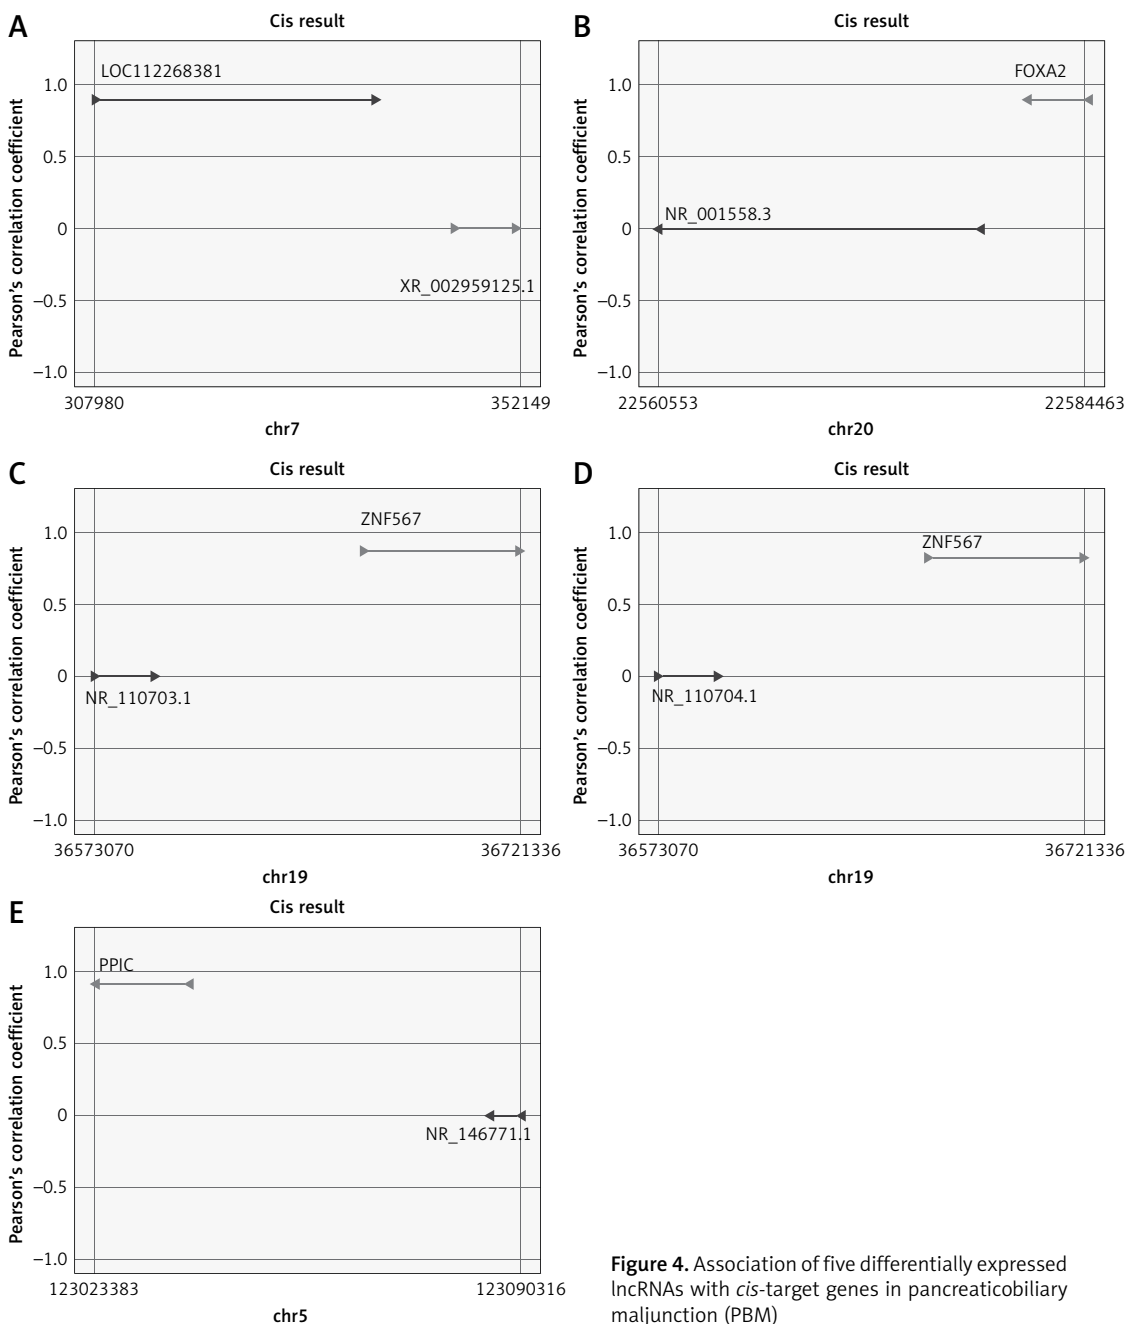 A
Cis result
Pearson's correlation coefficient
1.0
0.5
0
–0.5
–1.0
LOC112268381
XR_002959125.1
307980
352149
chr7
B
Cis result
Pearson's correlation coefficient
1.0
0.5
0
–0.5
–1.0
FOXA2
NR_001558.3
22560553
22584463
chr20
C
Cis result
Pearson's correlation coefficient
1.0
0.5
0
–0.5
–1.0
ZNF567
NR_110703.1
36573070
36721336
chr19
D
Cis result
Pearson's correlation coefficient
1.0
0.5
0
–0.5
–1.0
ZNF567
NR_110704.1
36573070
36721336
chr19
E
Cis result
Pearson's correlation coefficient
1.0
0.5
0
–0.5
–1.0
PPIC
NR_146771.1
123023383
123090316
chr5
Figure 4. Association of five differentially expressed
lncRNAs with cis-target genes in pancreaticobiliary
maljunction (PBM)